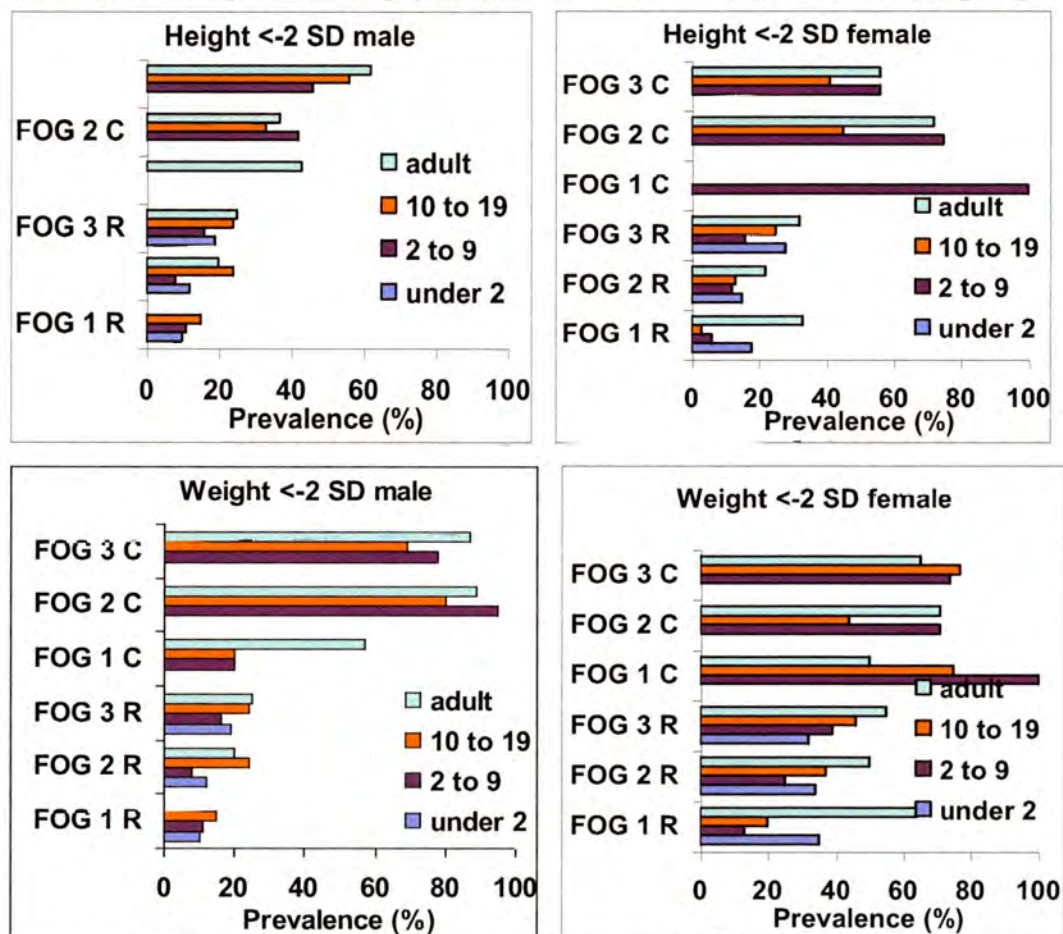 Height <-2 SD male
FOG 2 C
FOG 3 R
FOG 1 R
adult
10 to 19
2 to 9
under 2
0 20 40 60 80 100
Prevalence (%)
Height <-2 SD female
FOG 3 C
FOG 2 C
FOG 1 C
FOG 3 R
FOG 2 R
FOG 1 R
adult
10 to 19
2 to 9
under 2
0 20 40 60 80 100
Prevalence (%)
Weight <-2 SD male
FOG 3 C
FOG 2 C
FOG 1 C
FOG 3 R
FOG 2 R
FOG 1 R
adult
10 to 19
2 to 9
under 2
0 20 40 60 80 100
Prevalence (%)
Weight <-2 SD female
FOG 3 C
FOG 2 C
FOG 1 C
FOG 3 R
FOG 2 R
FOG 1 R
adult
10 to 19
2 to 9
under 2
0 20 40 60 80 100
Prevalence (%)